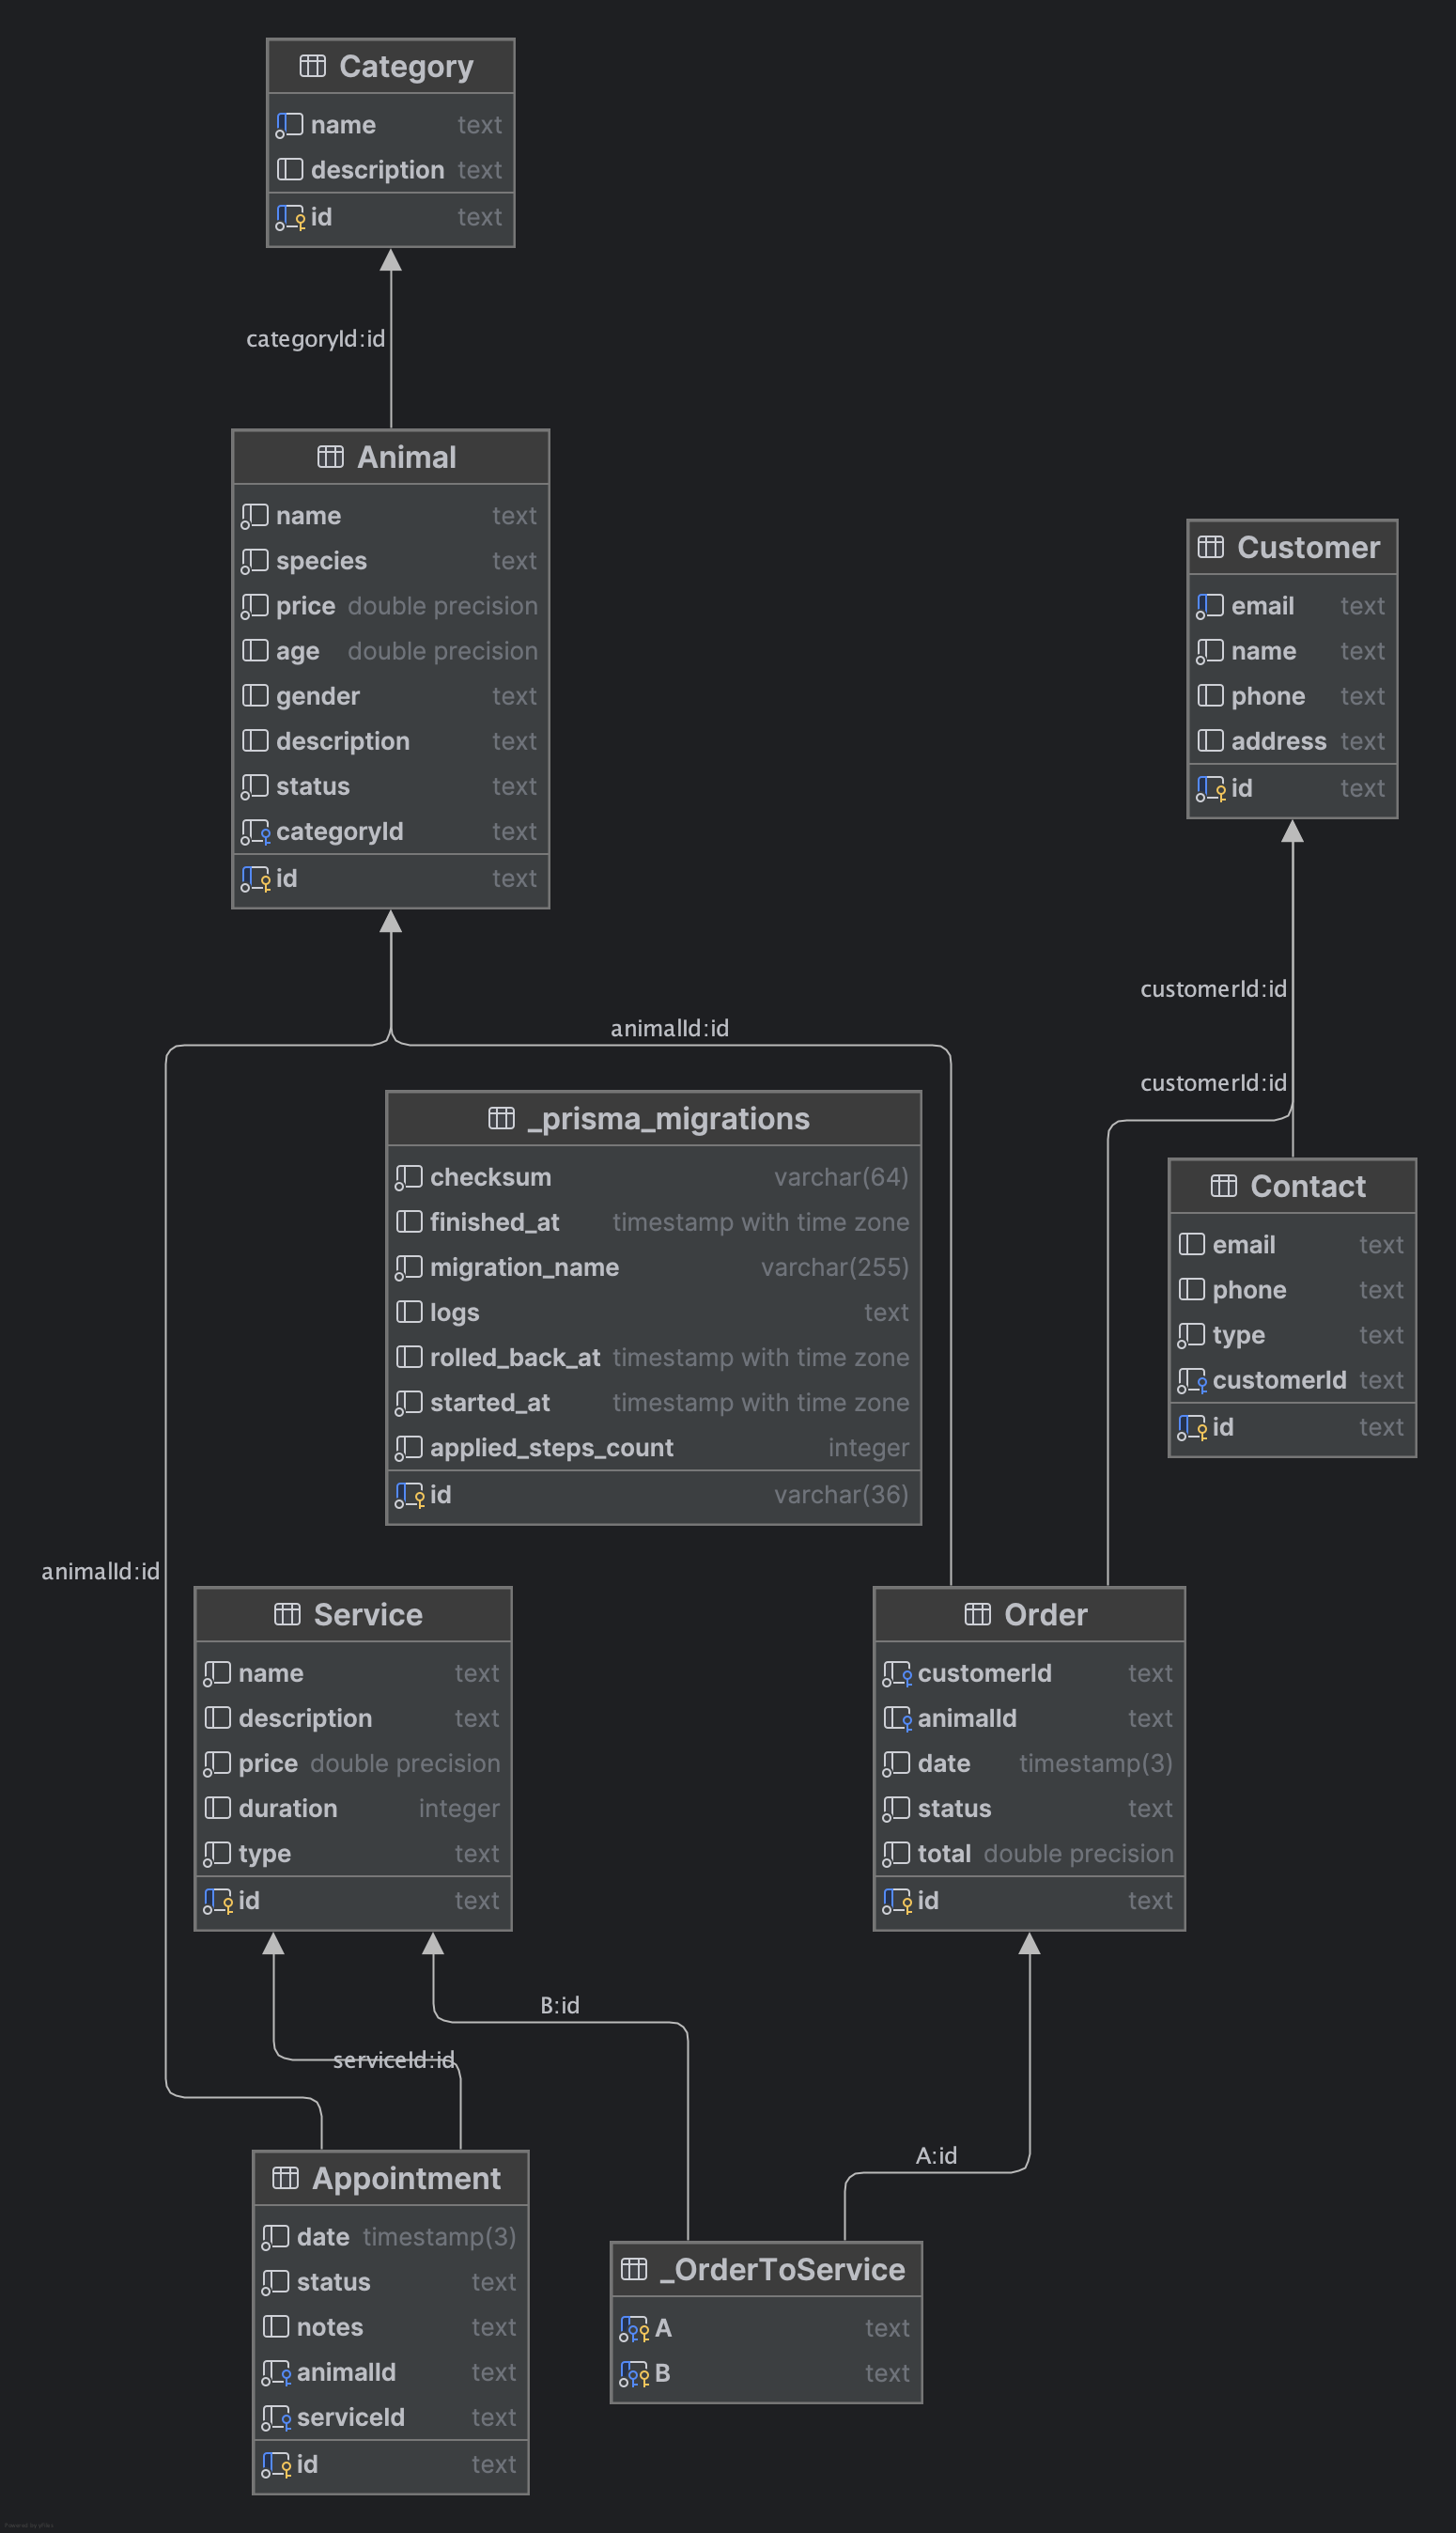 Category
name text
description text
id text
categoryId:id
Animal
name text
species text
price double precision
age double precision
gender text
description text
status text
categoryId text
id text
Customer
email text
name text
phone text
address text
id text
customerId:id
animalId:id
customerId:id
_prisma_migrations
checksum varchar(64)
finished_at timestamp with time zone
migration_name varchar(255)
logs text
rolled_back_at timestamp with time zone
started_at timestamp with time zone
applied_steps_count integer
id varchar(36)
Contact
email text
phone text
type text
customerId text
id text
animalId:id
Service
name text
description text
price double precision
duration integer
type text
id text
Order
customerId text
animalId text
date timestamp(3)
status text
total double precision
id text
B:id
serviceId:id
A:id
Appointment
date timestamp(3)
status text
notes text
animalId text
serviceId text
id text
_OrderToService
A text
B text
Powered by yFiles